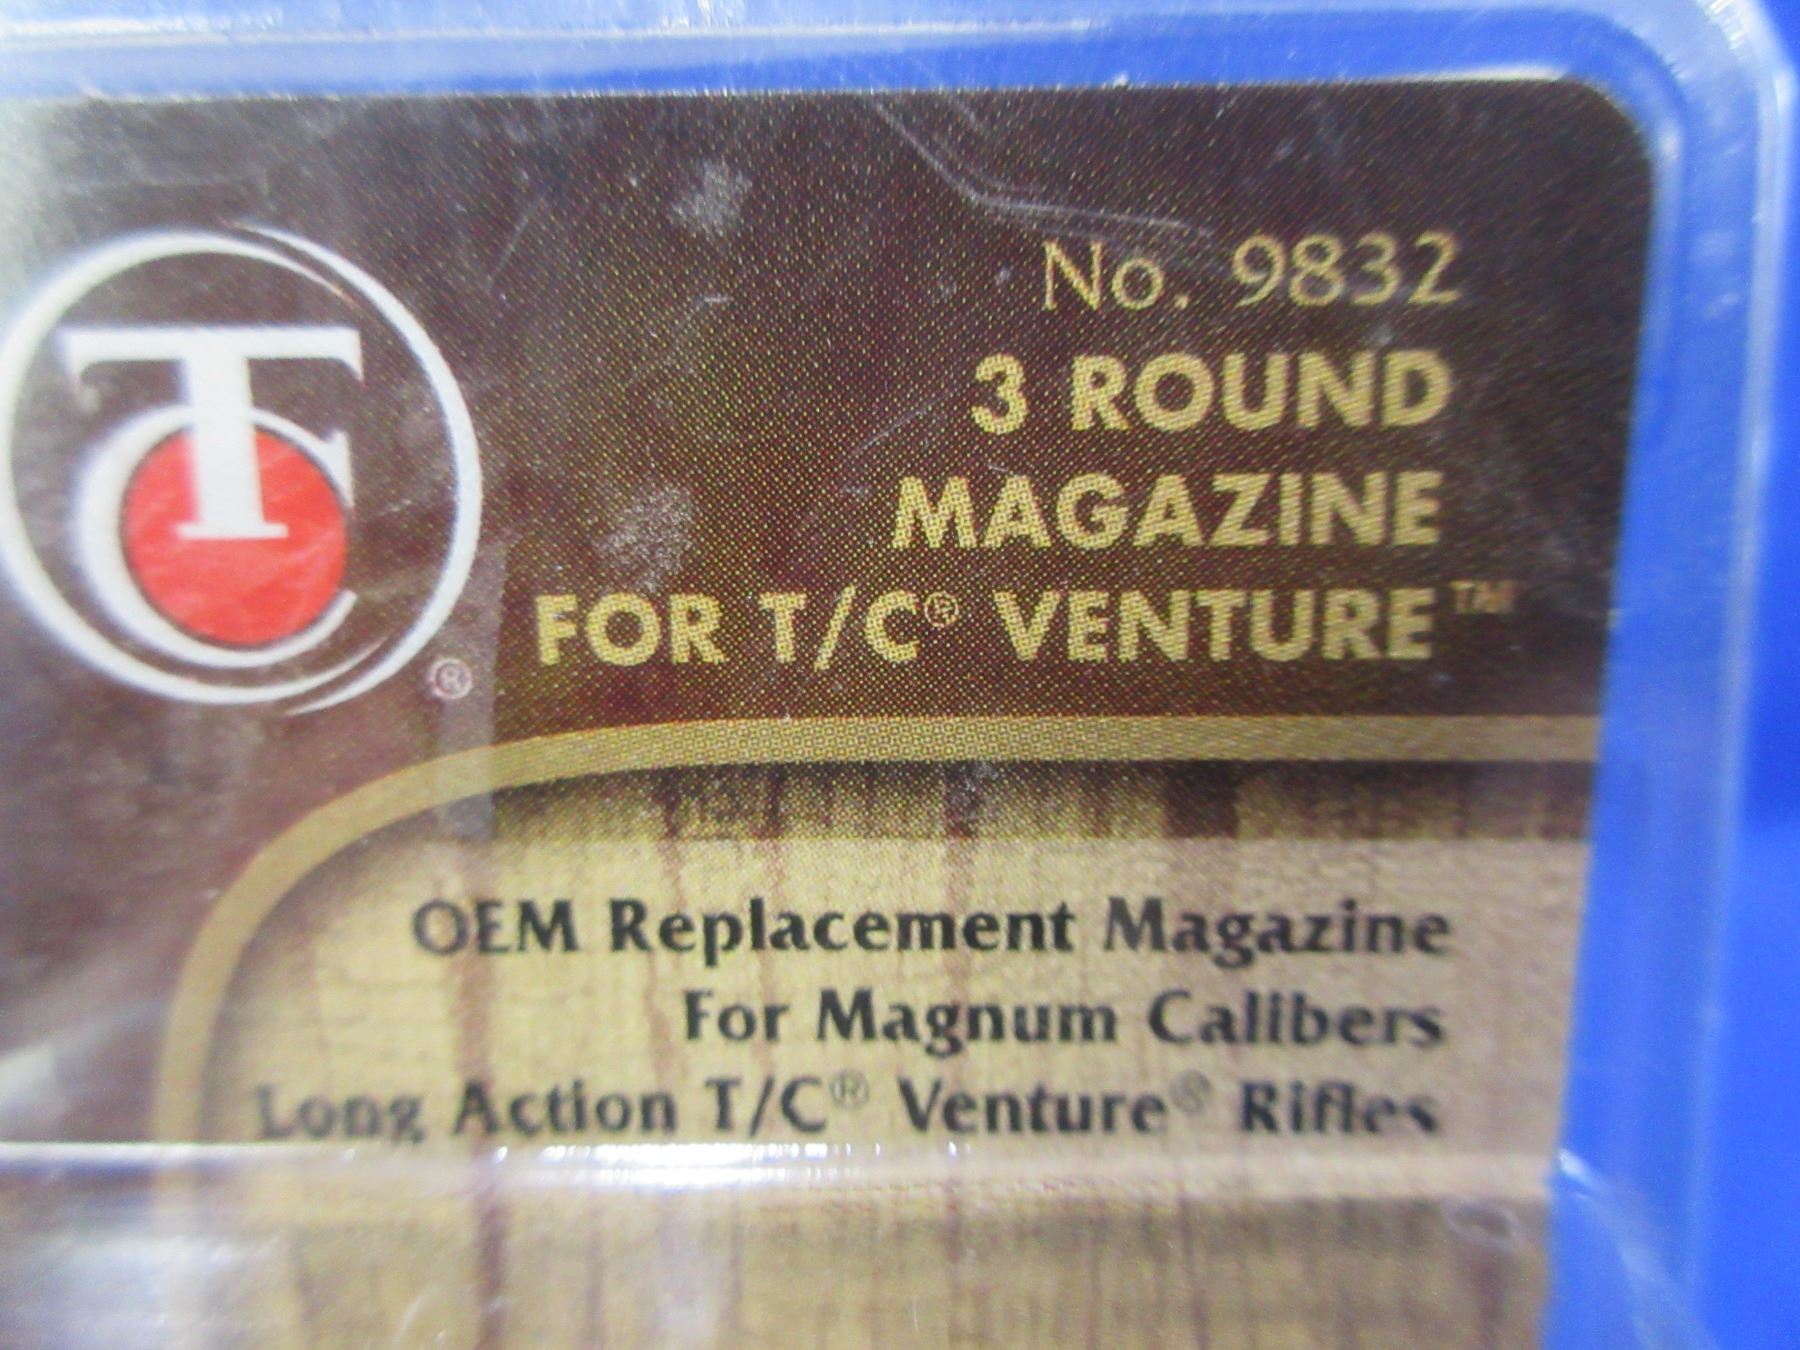 TC®
No. 9832
3 ROUND
MAGAZINE
FOR T/C® VENTURE™
OEM Replacement Magazine
For Magnum Calibers
Long Action T/C® Venture® Rifles